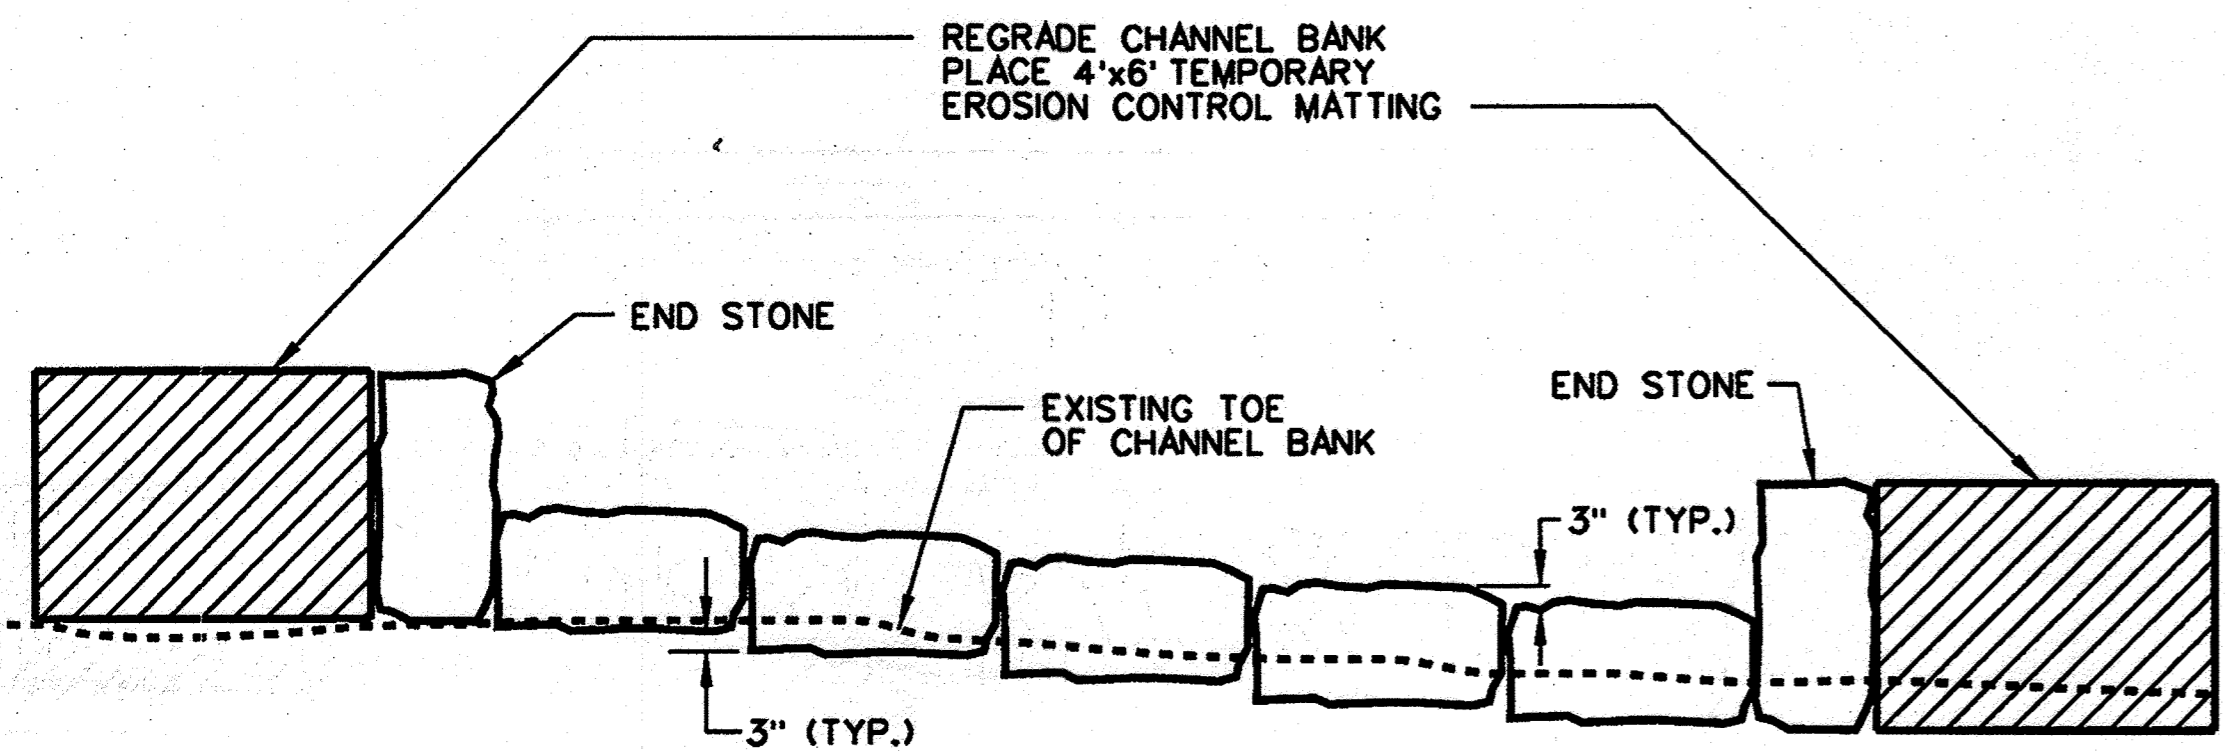 REGRADE CHANNEL BANK
PLACE 4'x6' TEMPORARY
EROSION CONTROL MATTING
END STONE
END STONE
EXISTING TOE
OF CHANNEL BANK
3" (TYP.)
3" (TYP.)